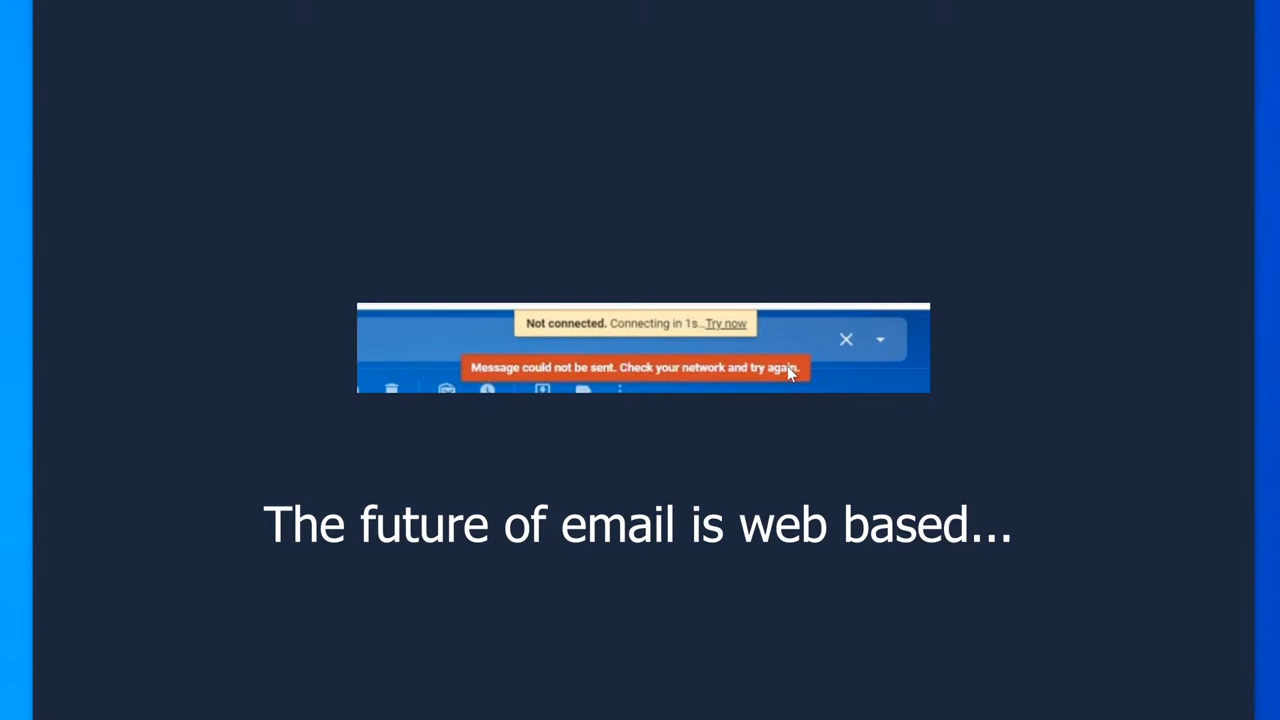 Not connected. Connecting in 1s...Try now
Message could not be sent. Check your network and try again.
The future of email is web based...